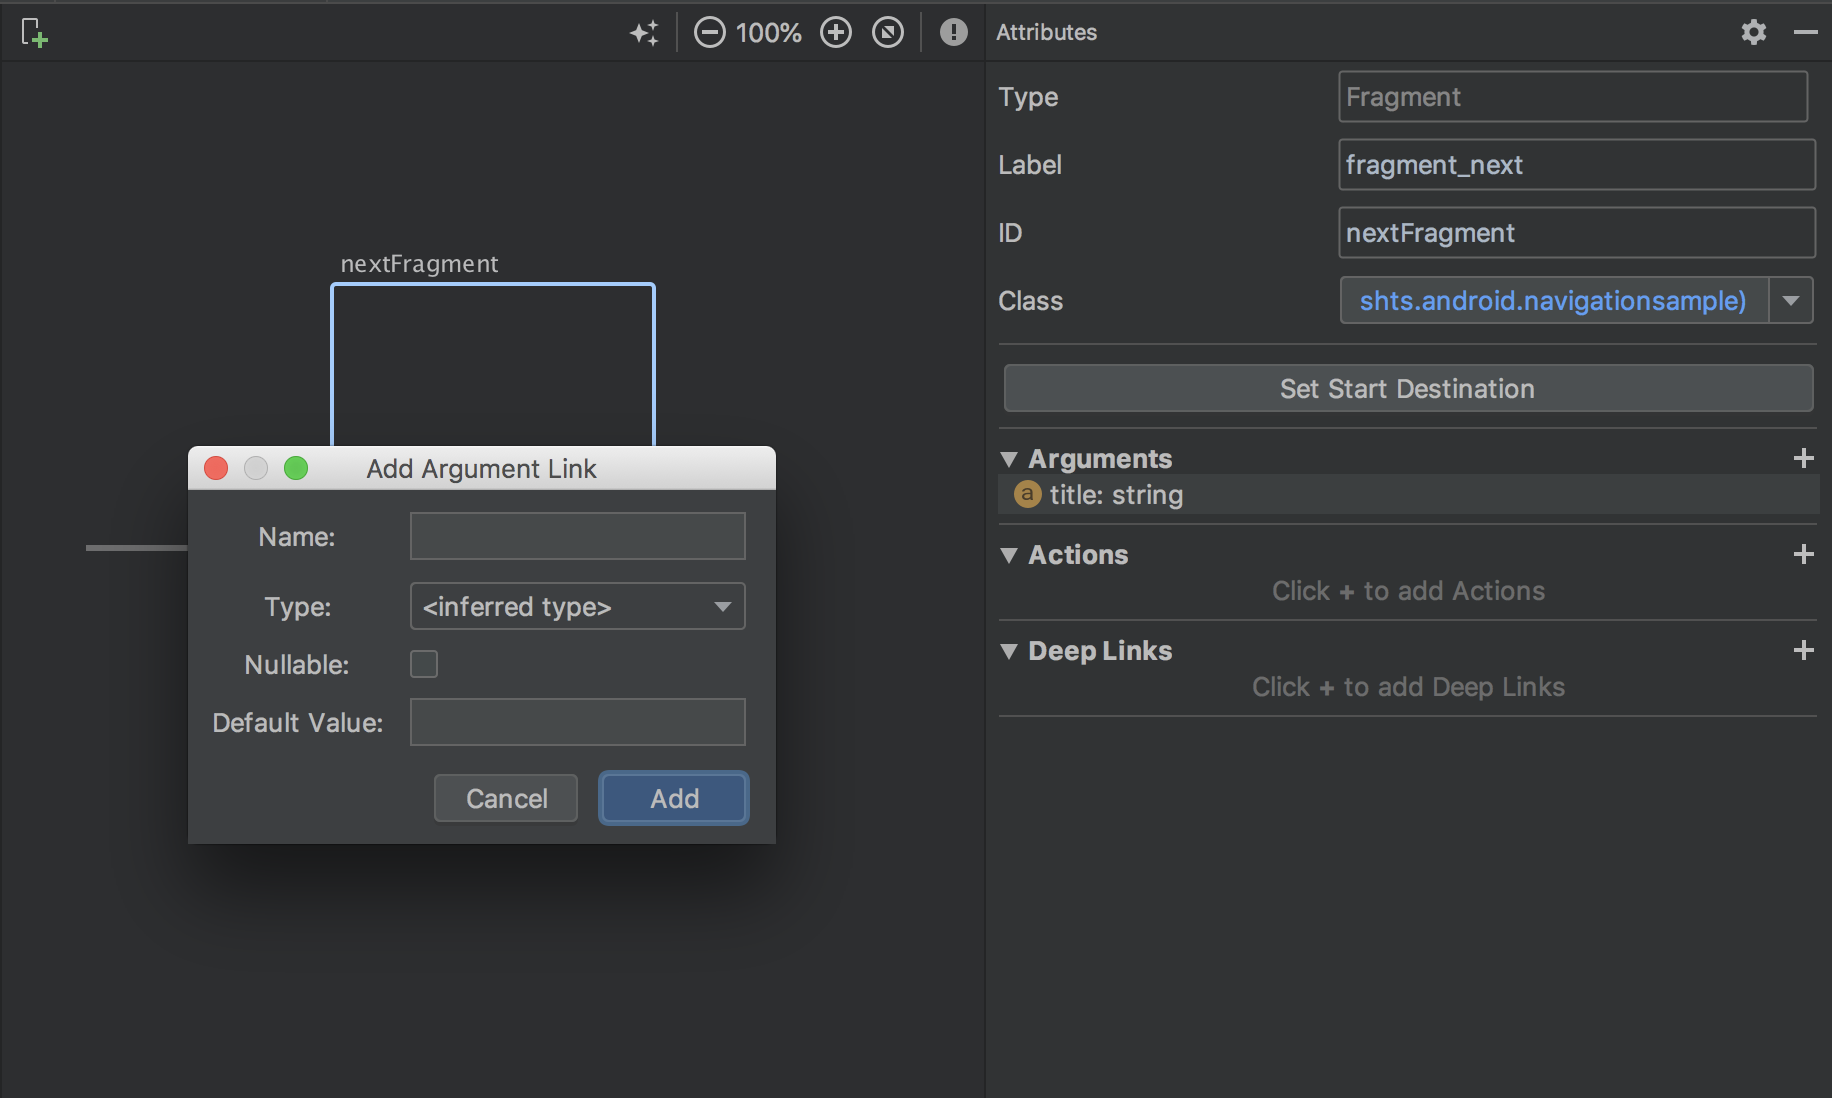 100%
Attributes
Type
Fragment
Label
fragment_next
ID
nextFragment
Class
shts.android.navigationsample)
Set Start Destination
Arguments
a title: string
Actions
Click + to add Actions
Deep Links
Click + to add Deep Links
nextFragment
Add Argument Link
Name:
Type:
<inferred type>
Nullable:
Default Value:
Cancel
Add